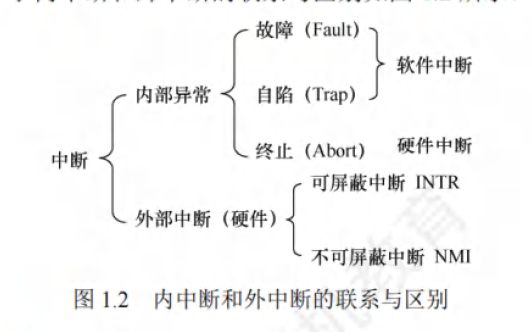 故障（Fault）
软件中断
内部异常
自陷（Trap）
中断
终止（Abort） 硬件中断
可屏蔽中断 INTR
外部中断（硬件）
不可屏蔽中断 NMI
图 1.2 内中断和外中断的联系与区别